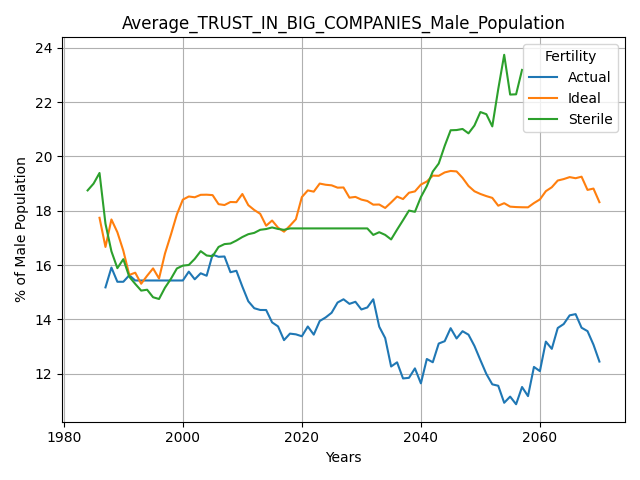 Average_TRUST_IN_BIG_COMPANIES_Male_Population
Fertility
Actual
Ideal
Sterile
% of Male Population
24
22
20
18
16
14
12
1980
2000
2020
2040
2060
Years